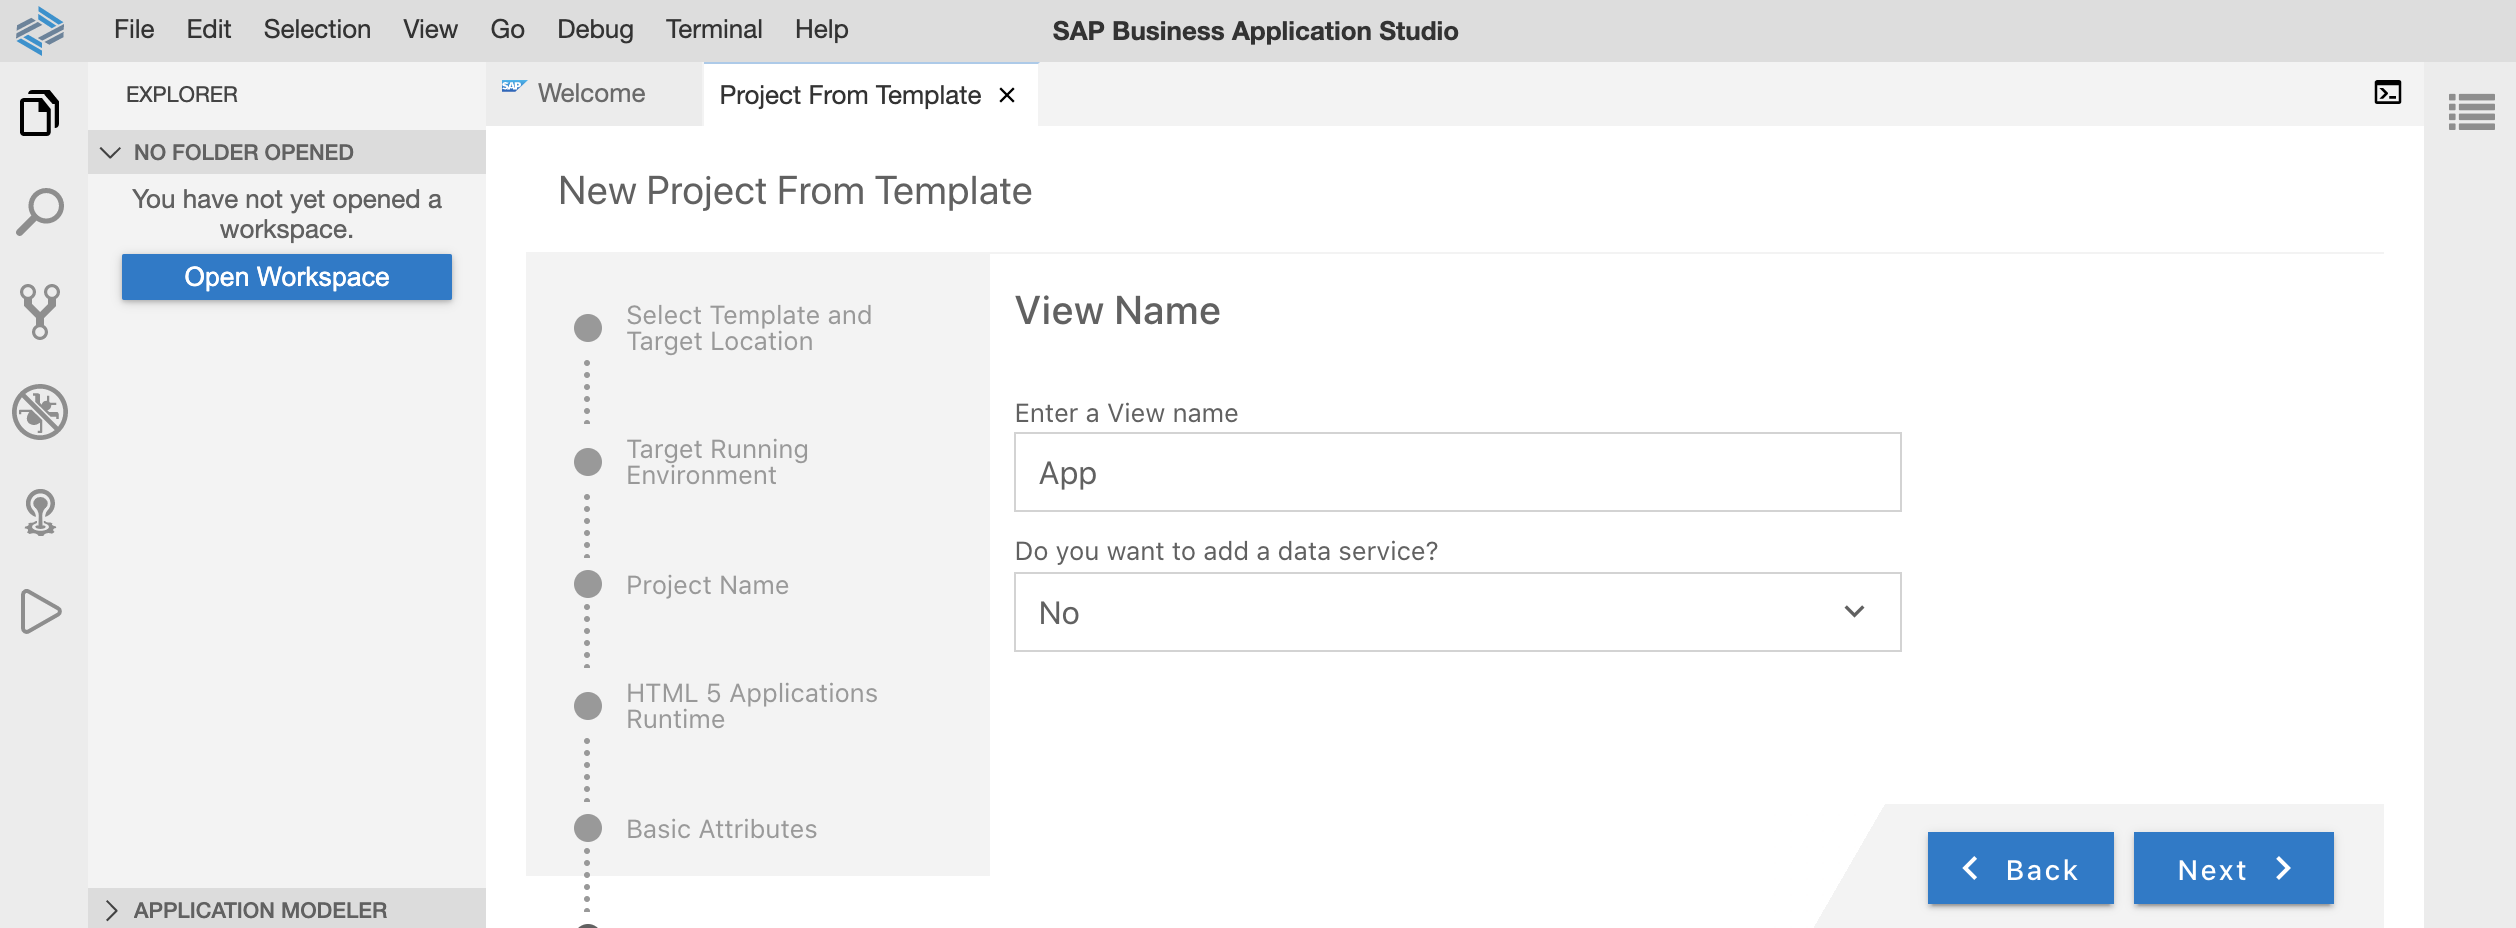 File Edit Selection View Go Debug Terminal Help SAP Business Application Studio
EXPLORER
NO FOLDER OPENED
You have not yet opened a
workspace.
Open Workspace
APPLICATION MODELER
SAP Welcome
Project From Template
New Project From Template
Select Template and
Target Location
Target Running
Environment
Project Name
HTML 5 Applications
Runtime
Basic Attributes
View Name
Enter a View name
App
Do you want to add a data service?
No
Back
Next